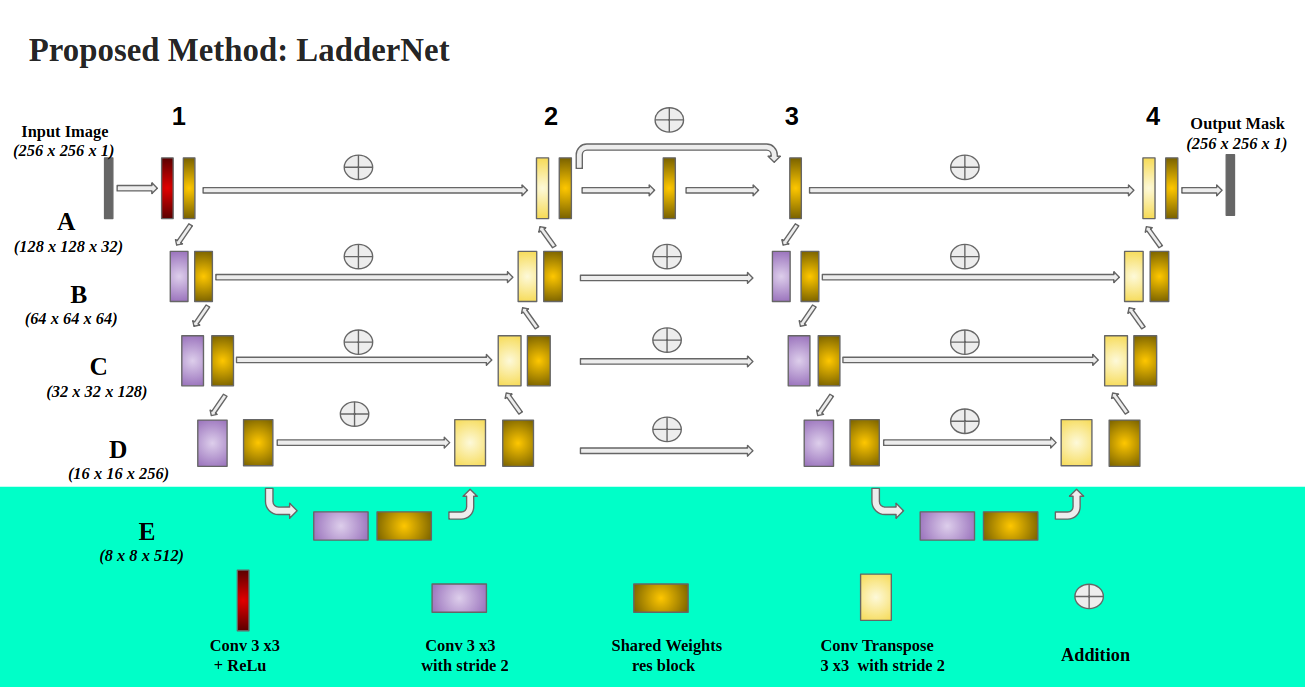 Proposed Method: LadderNet
1 2 3 4
Input Image
(256 x 256 x 1)
Output Mask
(256 x 256 x 1)
A
(128 x 128 x 32)
B
(64 x 64 x 64)
C
(32 x 32 x 128)
D
(16 x 16 x 256)
E
(8 x 8 x 512)
Conv 3 x3
+ ReLu
Conv 3 x3
with stride 2
Shared Weights
res block
Conv Transpose
3 x3 with stride 2
Addition